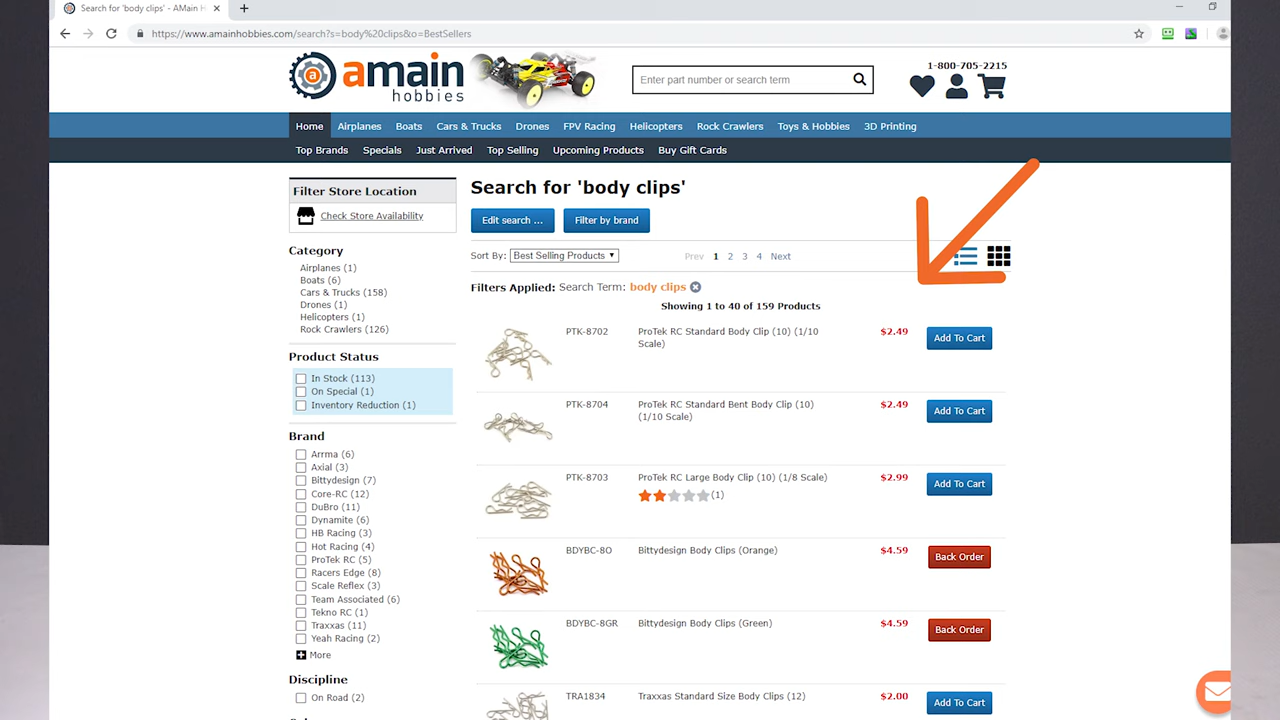 Search for 'body clips' - AMain H
https://www.amainhobbies.com/search?s=body%20clips&o=BestSellers
a amain
hobbies
Enter part number or search term
1-800-705-2215
Home Airplanes Boats Cars & Trucks Drones FPV Racing Helicopters Rock Crawlers Toys & Hobbies 3D Printing
Top Brands Specials Just Arrived Top Selling Upcoming Products Buy Gift Cards
Filter Store Location
Check Store Availability
Category
Airplanes (1)
Boats (6)
Cars & Trucks (158)
Drones (1)
Helicopters (1)
Rock Crawlers (126)
Product Status
In Stock (113)
On Special (1)
Inventory Reduction (1)
Brand
Arrma (6)
Axial (3)
Bittydesign (7)
Core-RC (12)
DuBro (11)
Dynamite (6)
HB Racing (3)
Hot Racing (4)
ProTek RC (5)
Racers Edge (8)
Scale Reflex (3)
Team Associated (6)
Tekno RC (1)
Traxxas (11)
Yeah Racing (2)
More
Discipline
On Road (2)
Search for 'body clips'
Edit search ... Filter by brand
Sort By: Best Selling Products Prev 1 2 3 4 Next
Filters Applied: Search Term: body clips
Showing 1 to 40 of 159 Products
PTK-8702 ProTek RC Standard Body Clip (10) (1/10 $2.49 Add To Cart
Scale)
PTK-8704 ProTek RC Standard Bent Body Clip (10) $2.49 Add To Cart
(1/10 Scale)
PTK-8703 ProTek RC Large Body Clip (10) (1/8 Scale) $2.99 Add To Cart
(1)
BDYBC-8O Bittydesign Body Clips (Orange) $4.59 Back Order
BDYBC-8GR Bittydesign Body Clips (Green) $4.59 Back Order
TRA1834 Traxxas Standard Size Body Clips (12) $2.00 Add To Cart